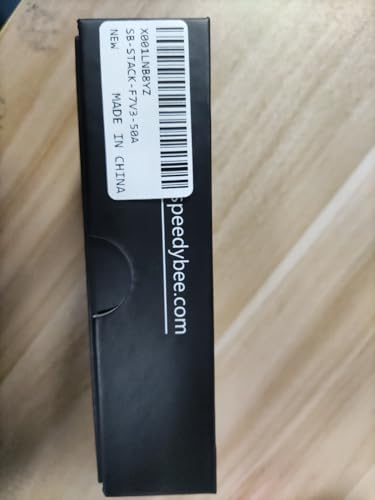 X001LNB8YZ
SB-STACK-F7V3-50A
NEW
MADE IN CHINA
speedybee.com